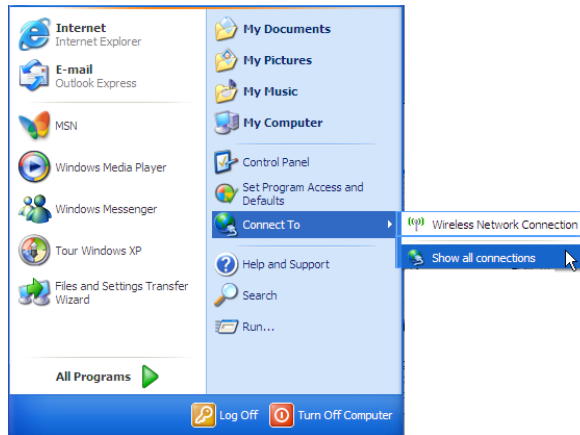 Internet
Internet Explorer
E-mail
Outlook Express
MSN
Windows Media Player
Windows Messenger
Tour Windows XP
Files and Settings Transfer
Wizard
All Programs
My Documents
My Pictures
My Music
My Computer
Control Panel
Set Program Access and
Defaults
Connect To
Wireless Network Connection
Show all connections
Help and Support
Search
Run...
Log Off
Turn Off Computer